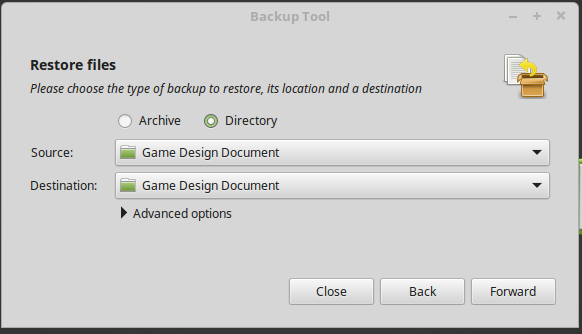 Backup Tool
Restore files
Please choose the type of backup to restore, its location and a destination
Archive Directory
Source: Game Design Document
Destination: Game Design Document
Advanced options
Close Back Forward